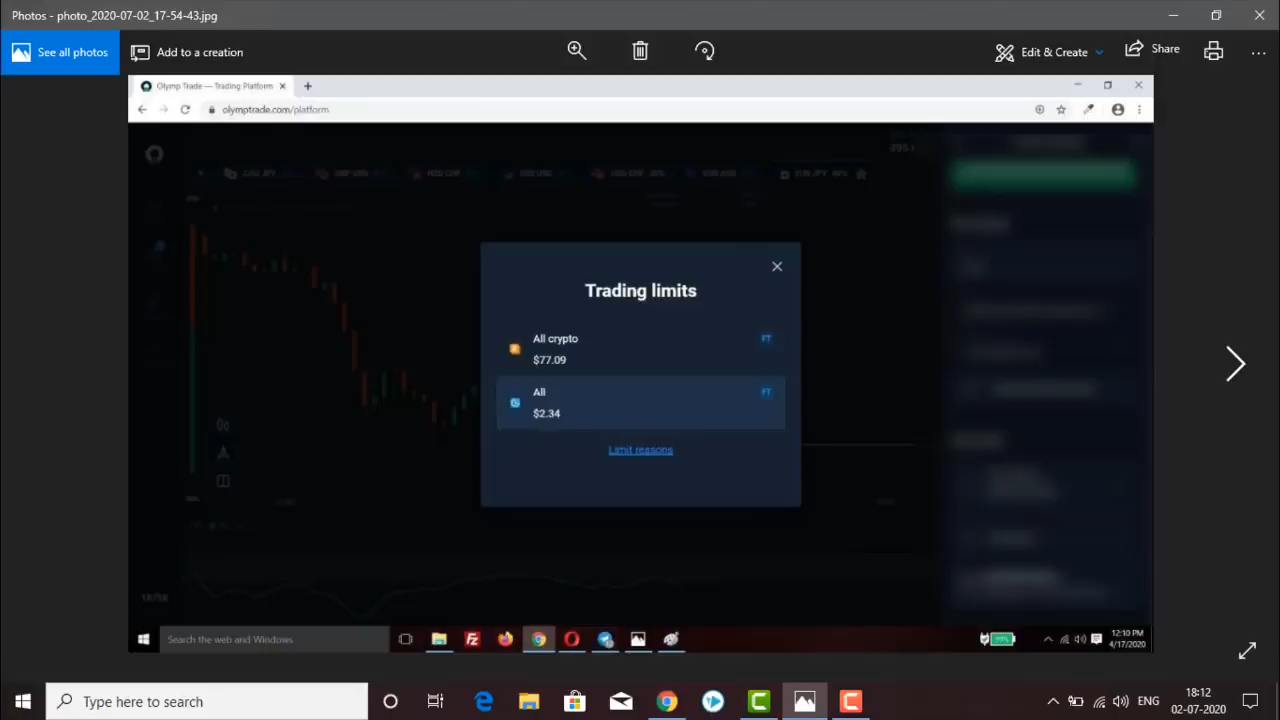 Photos - photo_2020-07-02_17-54-43.jpg
See all photos
Add to a creation
Edit & Create
Share
Olymp Trade — Trading Platform
olymptrade.com/platform
Trading limits
All crypto
FT
$77.09
All
FT
$2.34
Limit reasons
Search the web and Windows
12:10 PM
4/17/2020
Type here to search
ENG
18:12
02-07-2020